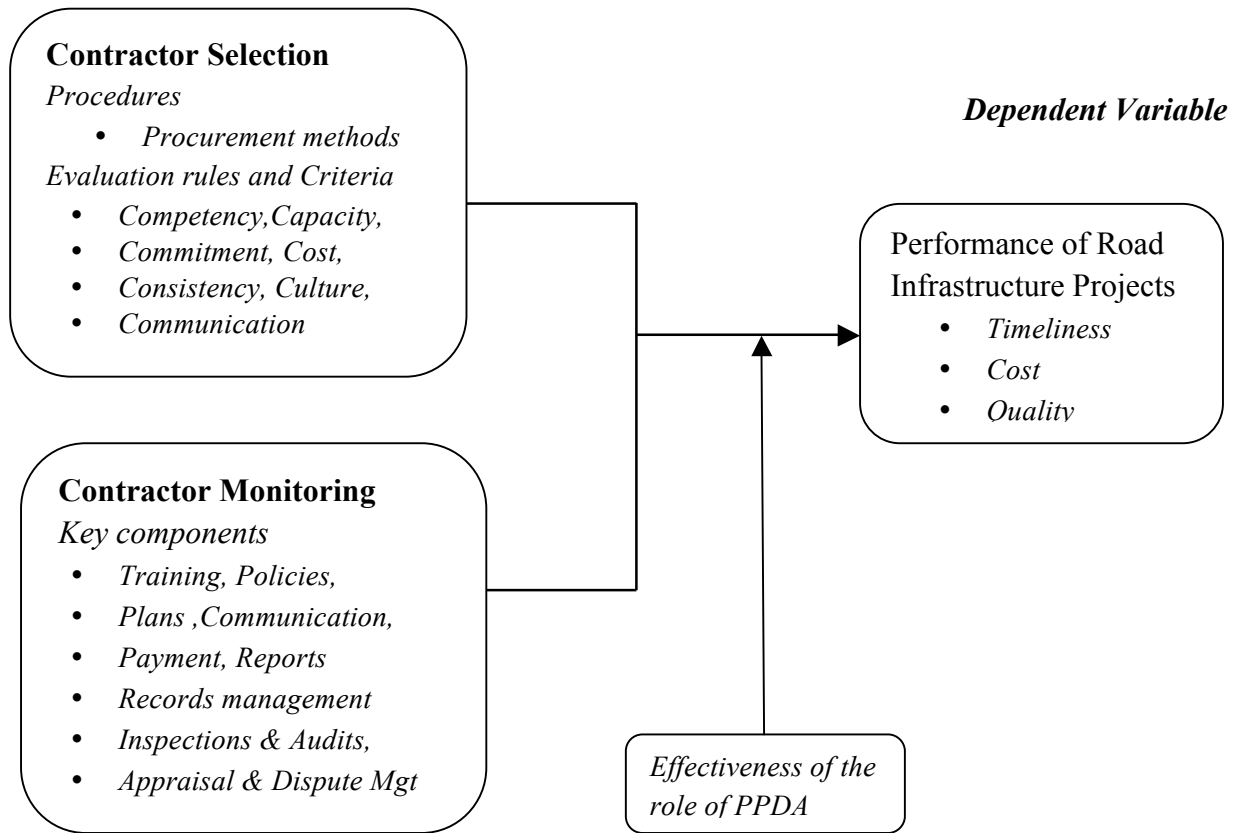 Contractor Selection
Procedures
• Procurement methods
Evaluation rules and Criteria
• Competency,Capacity,
• Commitment, Cost,
• Consistency, Culture,
• Communication
Dependent Variable
Performance of Road
Infrastructure Projects
• Timeliness
• Cost
• Quality
Contractor Monitoring
Key components
• Training, Policies,
• Plans ,Communication,
• Payment, Reports
• Records management
• Inspections & Audits,
• Appraisal & Dispute Mgt
Effectiveness of the
role of PPDA